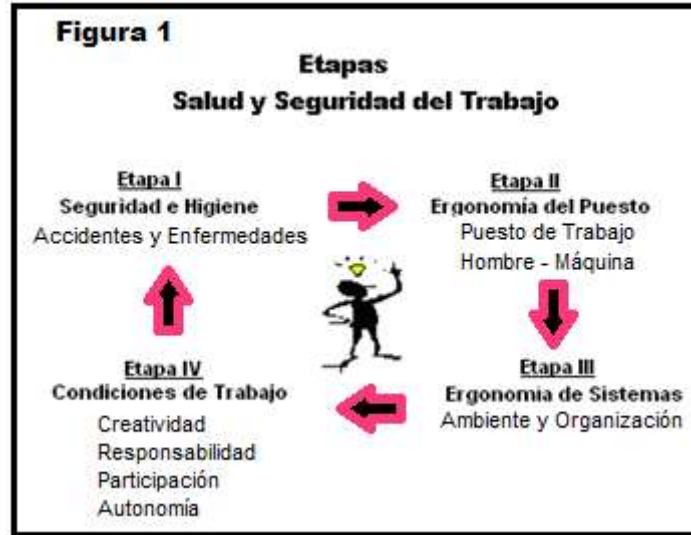 Figura 1
Etapas
Salud y Seguridad del Trabajo
Etapa I
Seguridad e Higiene
Accidentes y Enfermedades
Etapa II
Ergonomía del Puesto
Puesto de Trabajo
Hombre - Máquina
Etapa III
Ergonomia de Sistemas
Ambiente y Organización
Etapa IV
Condiciones de Trabajo
Creatividad
Responsabilidad
Participación
Autonomía